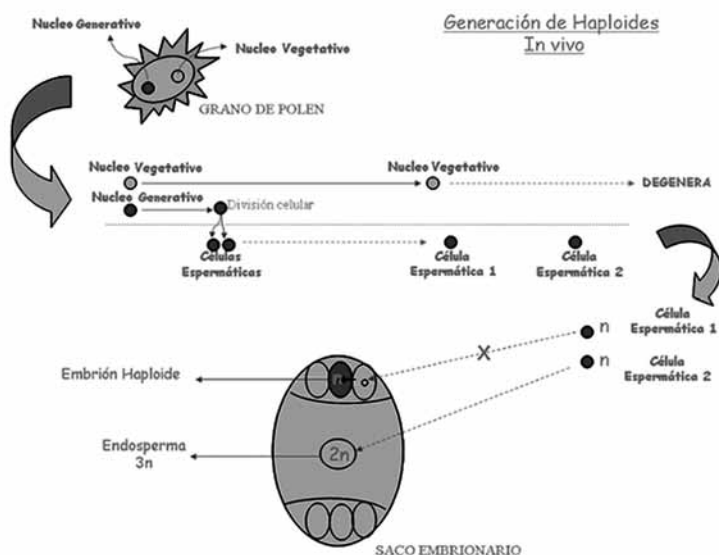 Generación de Haploides
In vivo
Nucleo Generativo
Nucleo Vegetativo
GRANO DE POLEN
Nucleo Vegetativo
Nucleo Vegetativo
DEGENERA
Nucleo Generativo
División celular
Células
Espermáticas
Célula
Espermática 1
Célula
Espermática 2
n
Célula
Espermática 1
X
n
Célula
Espermática 2
Embrión Haploide
n
Endosperma
3n
2n
SACO EMBRIONARIO